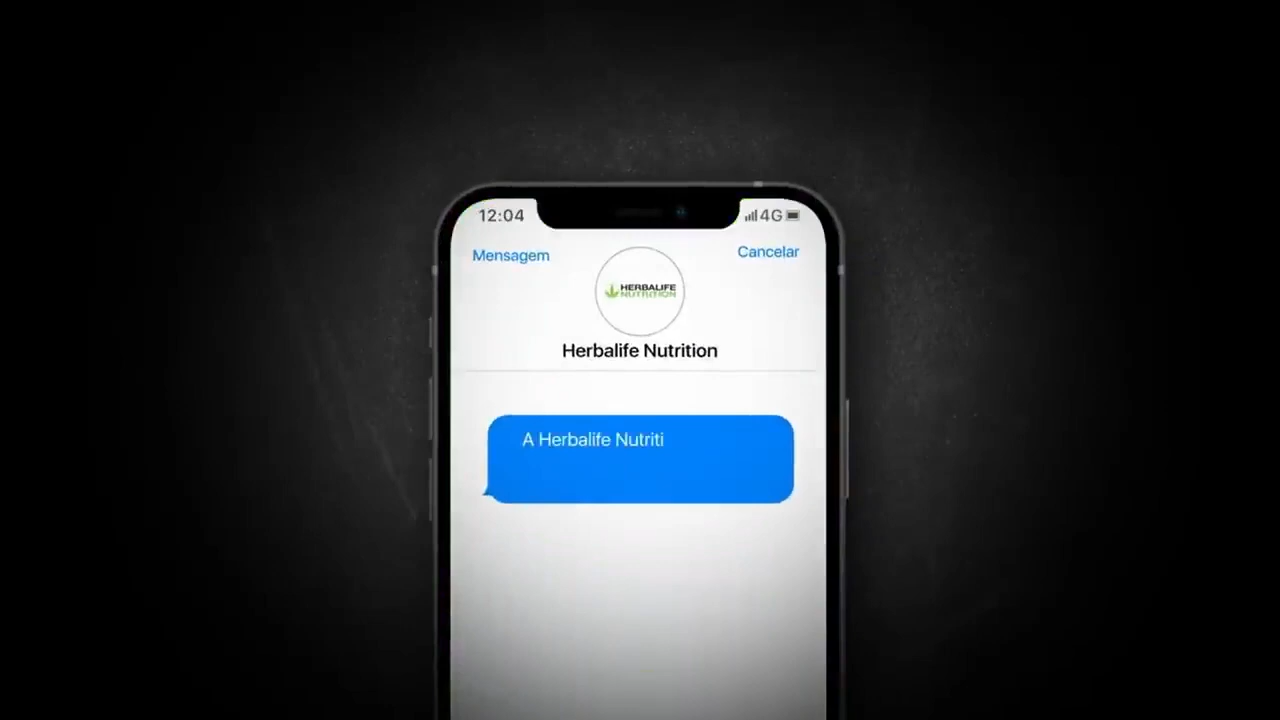 12:04
4G
Mensagem
Cancelar
HERBALIFE
NUTRITION
Herbalife Nutrition
A Herbalife Nutriti